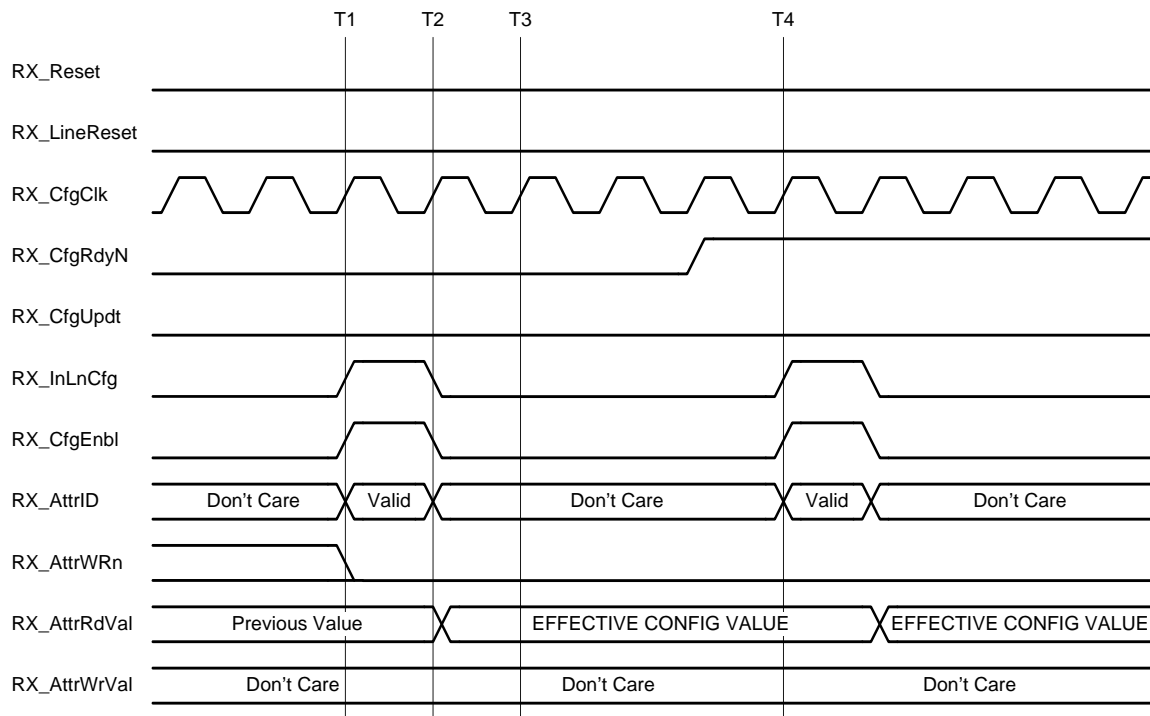 T1 T2 T3 T4
RX_Reset
RX_LineReset
RX_CfgClk
RX_CfgRdyN
RX_CfgUpdt
RX_InLnCfg
RX_CfgEnbl
RX_AttrID Don't Care Valid Don't Care Valid Don't Care
RX_AttrWRn
RX_AttrRdVal Previous Value EFFECTIVE CONFIG VALUE EFFECTIVE CONFIG VALUE
RX_AttrWrVal Don't Care Don't Care Don't Care